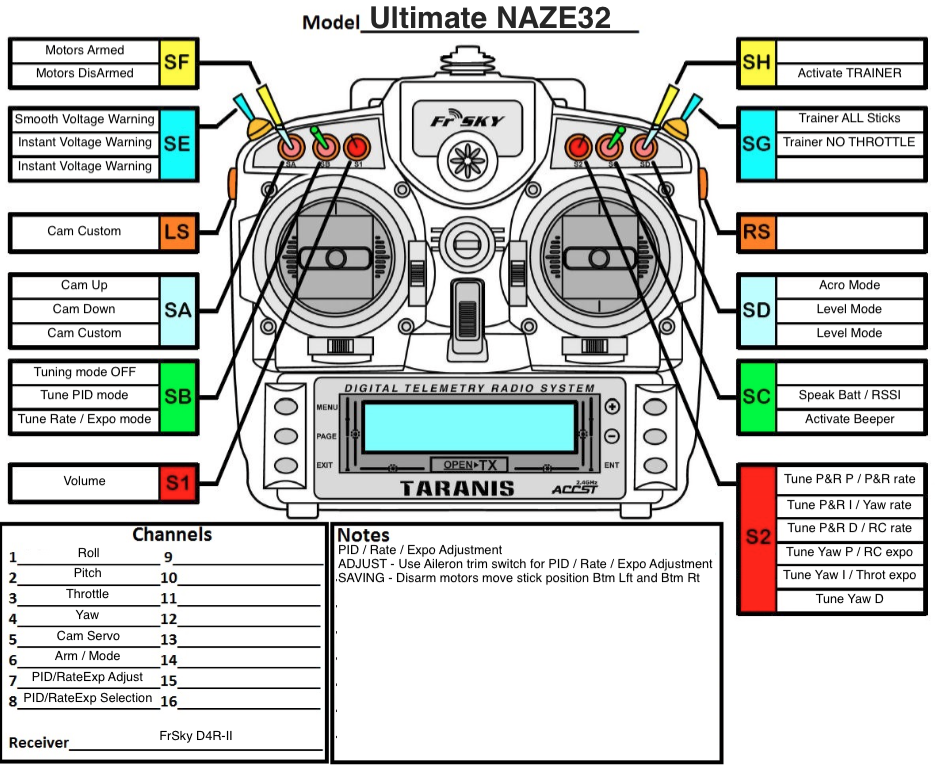 Model Ultimate NAZE32
Motors Armed
Motors DisArmed
SF
SH
Activate TRAINER
Smooth Voltage Warning
Instant Voltage Warning
Instant Voltage Warning
SE
SG
Trainer ALL Sticks
Trainer NO THROTTLE
Cam Custom
LS
RS
Cam Up
Cam Down
Cam Custom
SA
SD
Acro Mode
Level Mode
Level Mode
Tuning mode OFF
Tune PID mode
Tune Rate / Expo mode
SB
SC
Speak Batt / RSSI
Activate Beeper
Volume
S1
S2
Tune P&R P / P&R rate
Tune P&R I / Yaw rate
Tune P&R D / RC rate
Tune Yaw P / RC expo
Tune Yaw I / Throt expo
Tune Yaw D
FrSKY
SA
SB
S1
S2
SD
DIGITAL TELEMETRY RADIO SYSTEM
MENU
PAGE
EXIT
ENT
OPEN TX
TARANIS
2.4GHz
ACCST
Channels
1 Roll 9
2 Pitch 10
3 Throttle 11
4 Yaw 12
5 Cam Servo 13
6 Arm / Mode 14
7 PID/RateExp Adjust 15
8 PID/RateExp Selection 16
Receiver FrSky D4R-II
Notes
PID / Rate / Expo Adjustment
ADJUST - Use Aileron trim switch for PID / Rate / Expo Adjustment
SAVING - Disarm motors move stick position Btm Lft and Btm Rt